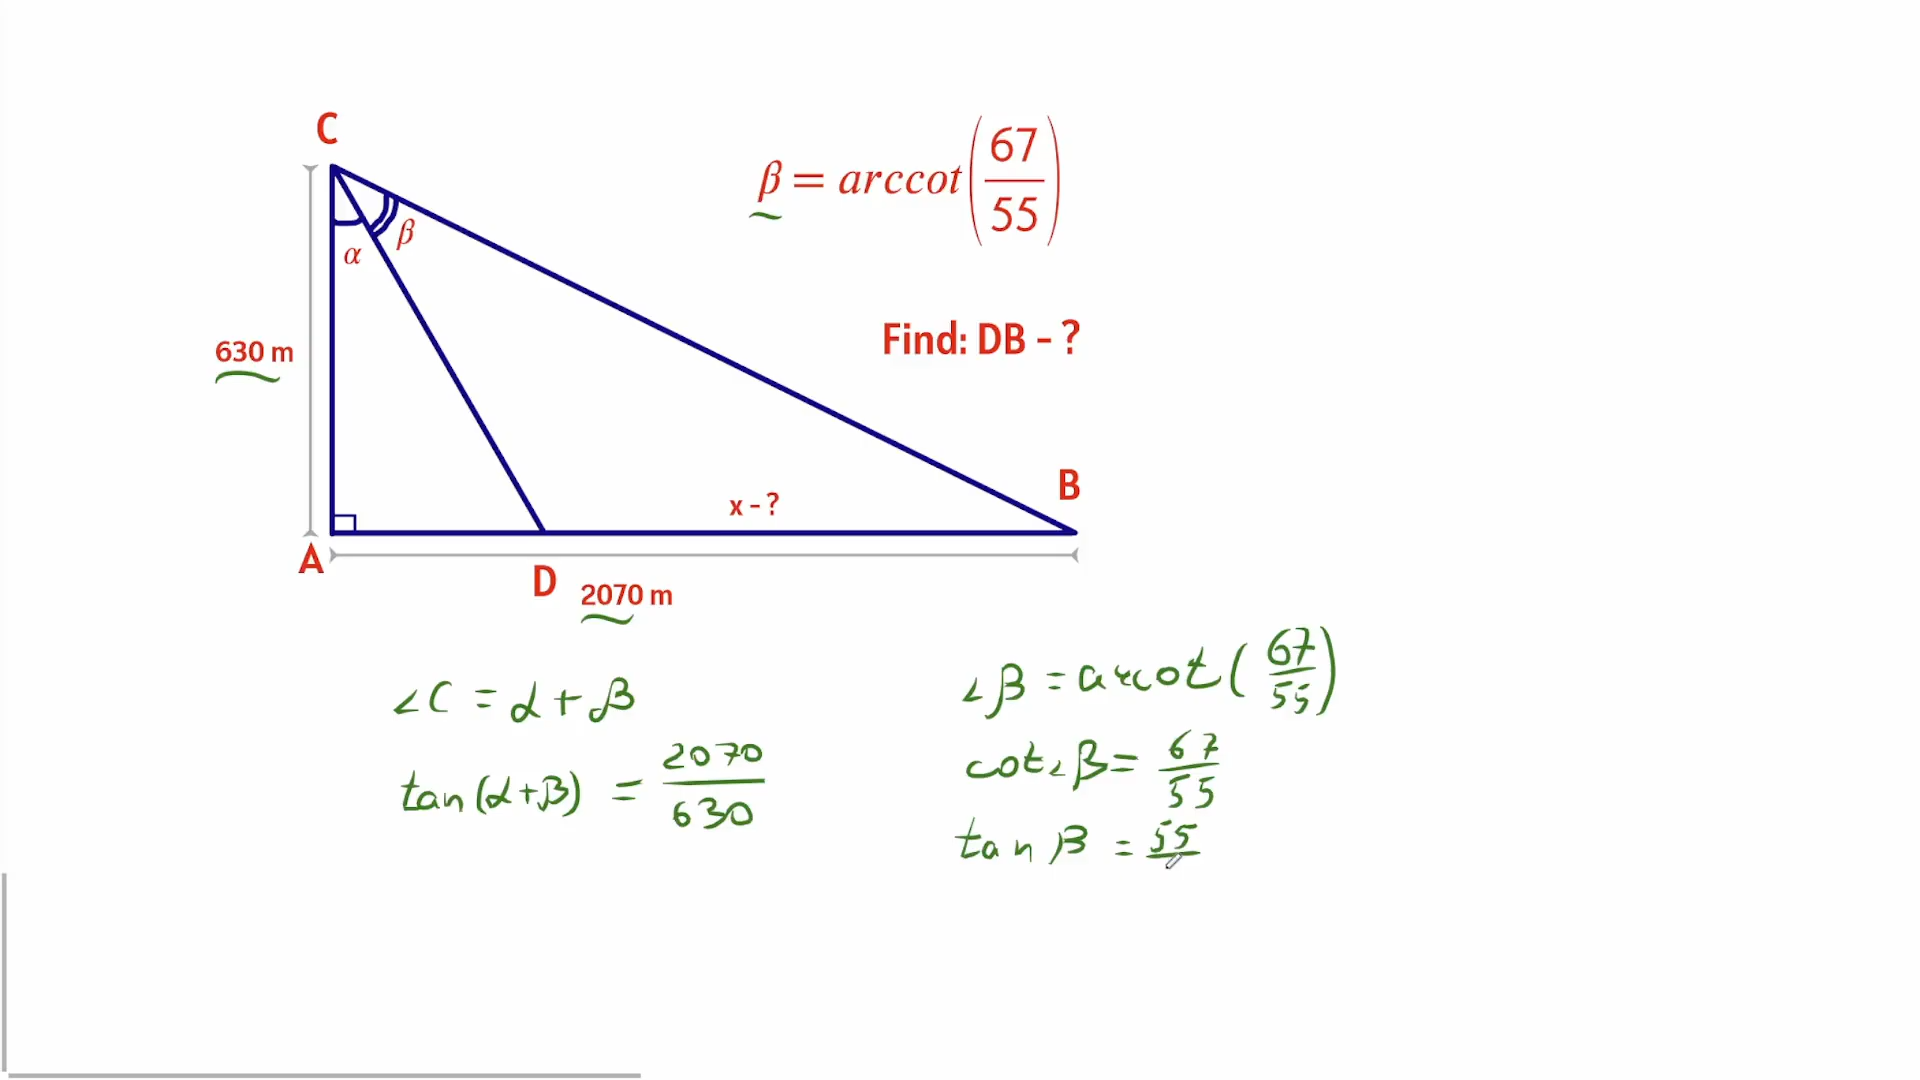 C
β = arccot(67/55)
α
β
630 m
Find: DB - ?
x - ?
B
A
D
2070 m
∠C = α + β
tan(α+β) = 2070/630
∠β = arccot(67/55)
cot∠β = 67/55
tan β = 55